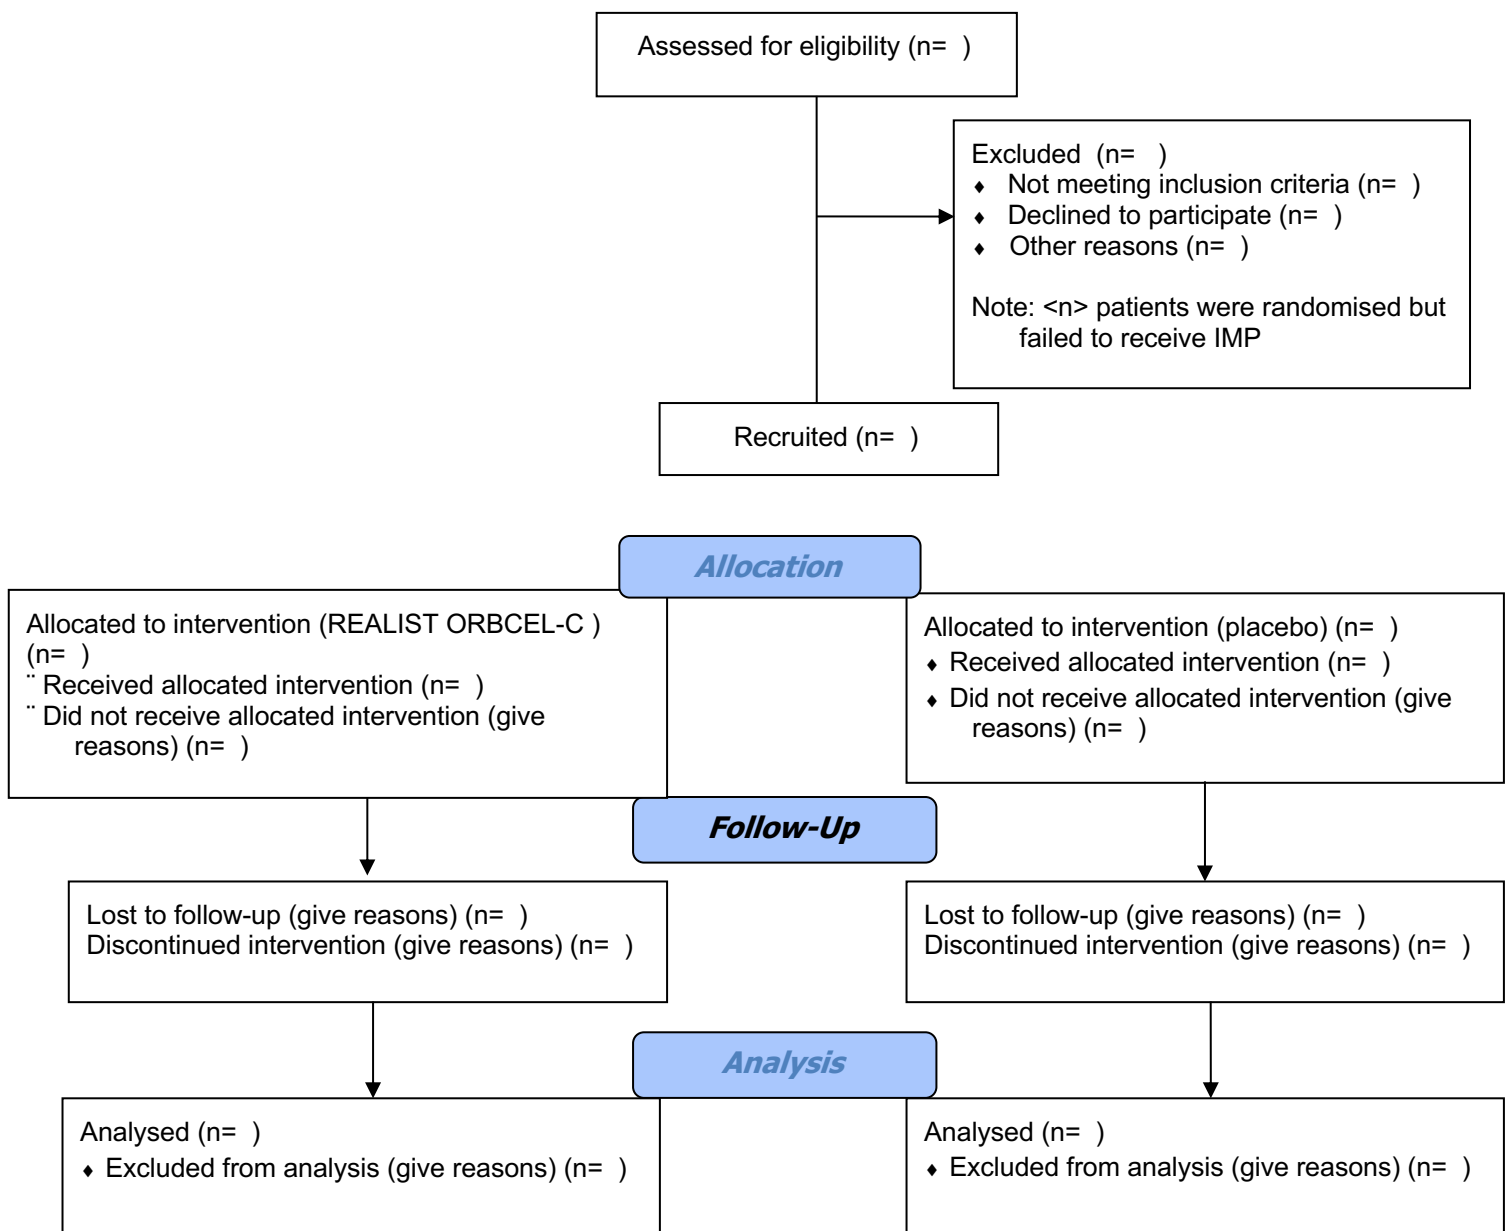 Assessed for eligibility (n=  )
Excluded  (n=   )
♦ Not meeting inclusion criteria (n=  )
♦ Declined to participate (n=  )
♦ Other reasons (n=  )
Note: <n> patients were randomised but
failed to receive IMP
Recruited (n=  )
Allocation
Allocated to intervention (REALIST ORBCEL-C )
(n=  )
¨ Received allocated intervention (n=  )
¨ Did not receive allocated intervention (give
reasons) (n=  )
Allocated to intervention (placebo) (n=  )
♦ Received allocated intervention (n=  )
♦ Did not receive allocated intervention (give
reasons) (n=  )
Follow-Up
Lost to follow-up (give reasons) (n=  )
Discontinued intervention (give reasons) (n=  )
Lost to follow-up (give reasons) (n=  )
Discontinued intervention (give reasons) (n=  )
Analysis
Analysed (n=  )
♦ Excluded from analysis (give reasons) (n=  )
Analysed (n=  )
♦ Excluded from analysis (give reasons) (n=  )